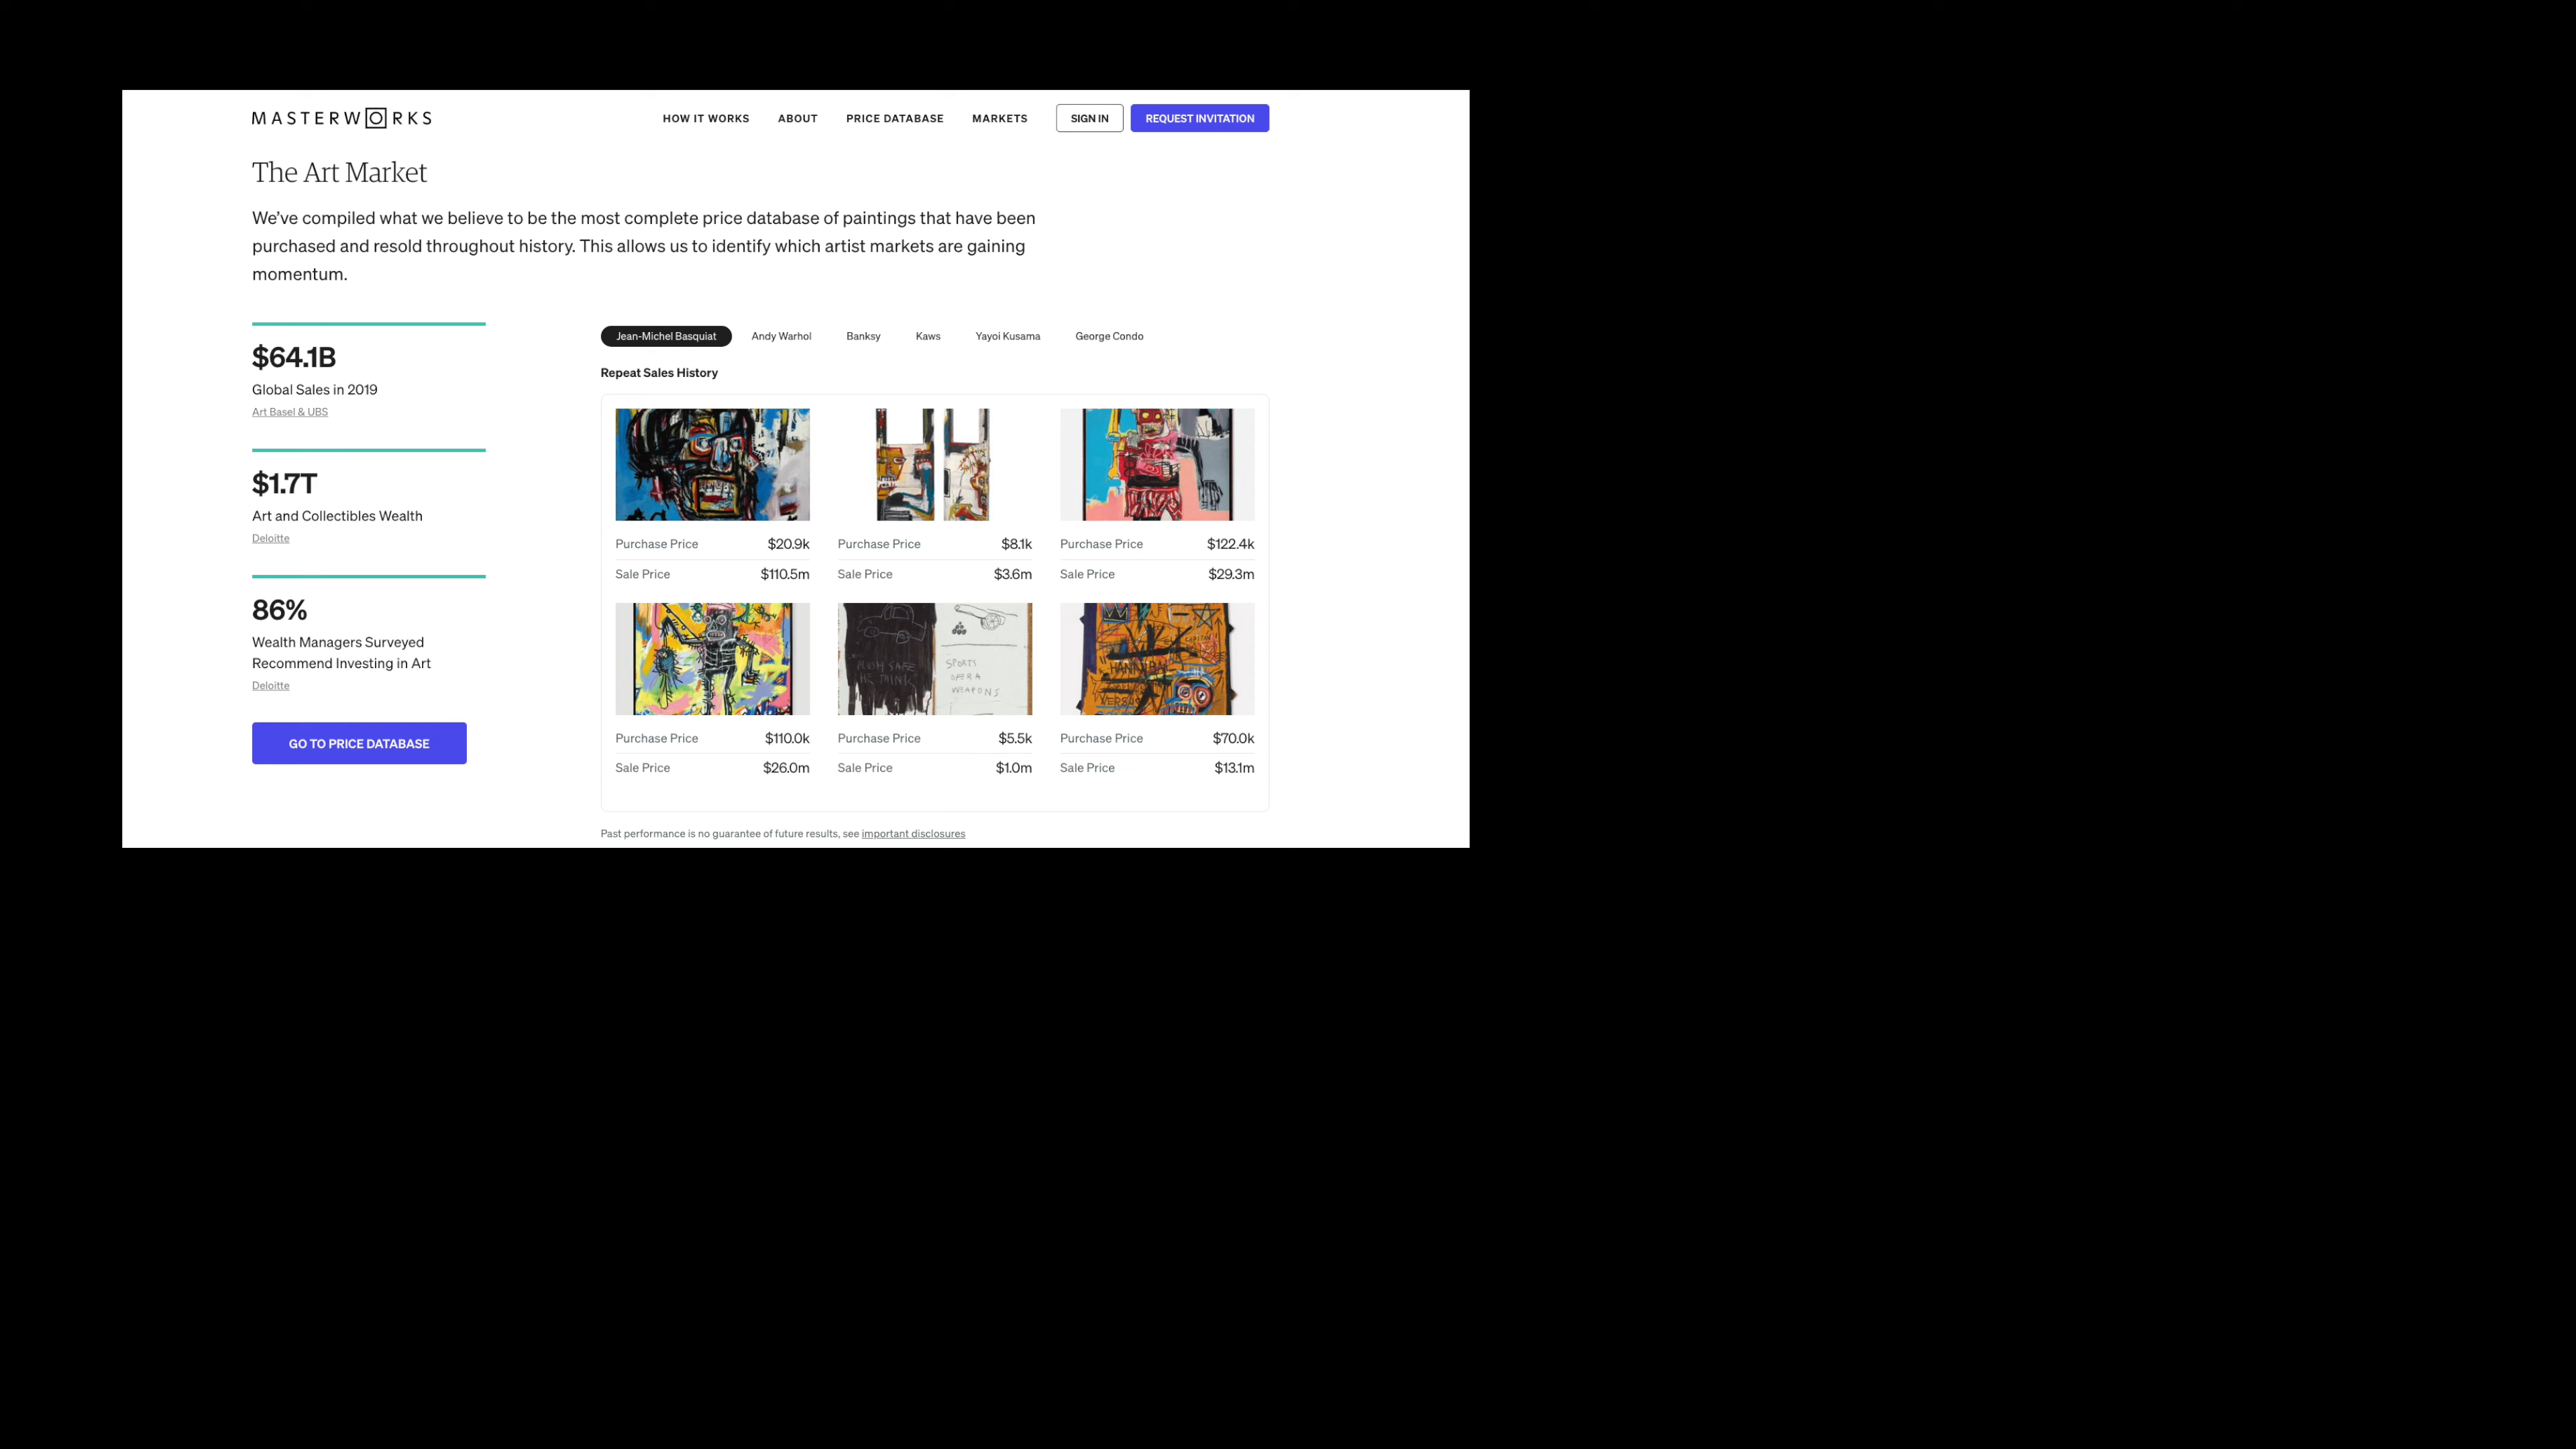 MASTERWORKS
HOW IT WORKS
ABOUT
PRICE DATABASE
MARKETS
SIGN IN
REQUEST INVITATION
The Art Market
We've compiled what we believe to be the most complete price database of paintings that have been
purchased and resold throughout history. This allows us to identify which artist markets are gaining
momentum.
$64.1B
Global Sales in 2019
Art Basel & UBS
$1.7T
Art and Collectibles Wealth
Deloitte
86%
Wealth Managers Surveyed
Recommend Investing in Art
Deloitte
GO TO PRICE DATABASE
Jean-Michel Basquiat
Andy Warhol
Banksy
Kaws
Yayoi Kusama
George Condo
Repeat Sales History
Purchase Price $20.9k
Sale Price $110.5m
Purchase Price $8.1k
Sale Price $3.6m
Purchase Price $122.4k
Sale Price $29.3m
SPORTS
OPERA
WEAPONS
HANNIBAL
Purchase Price $110.0k
Sale Price $26.0m
Purchase Price $5.5k
Sale Price $1.0m
Purchase Price $70.0k
Sale Price $13.1m
Past performance is no guarantee of future results, see important disclosures